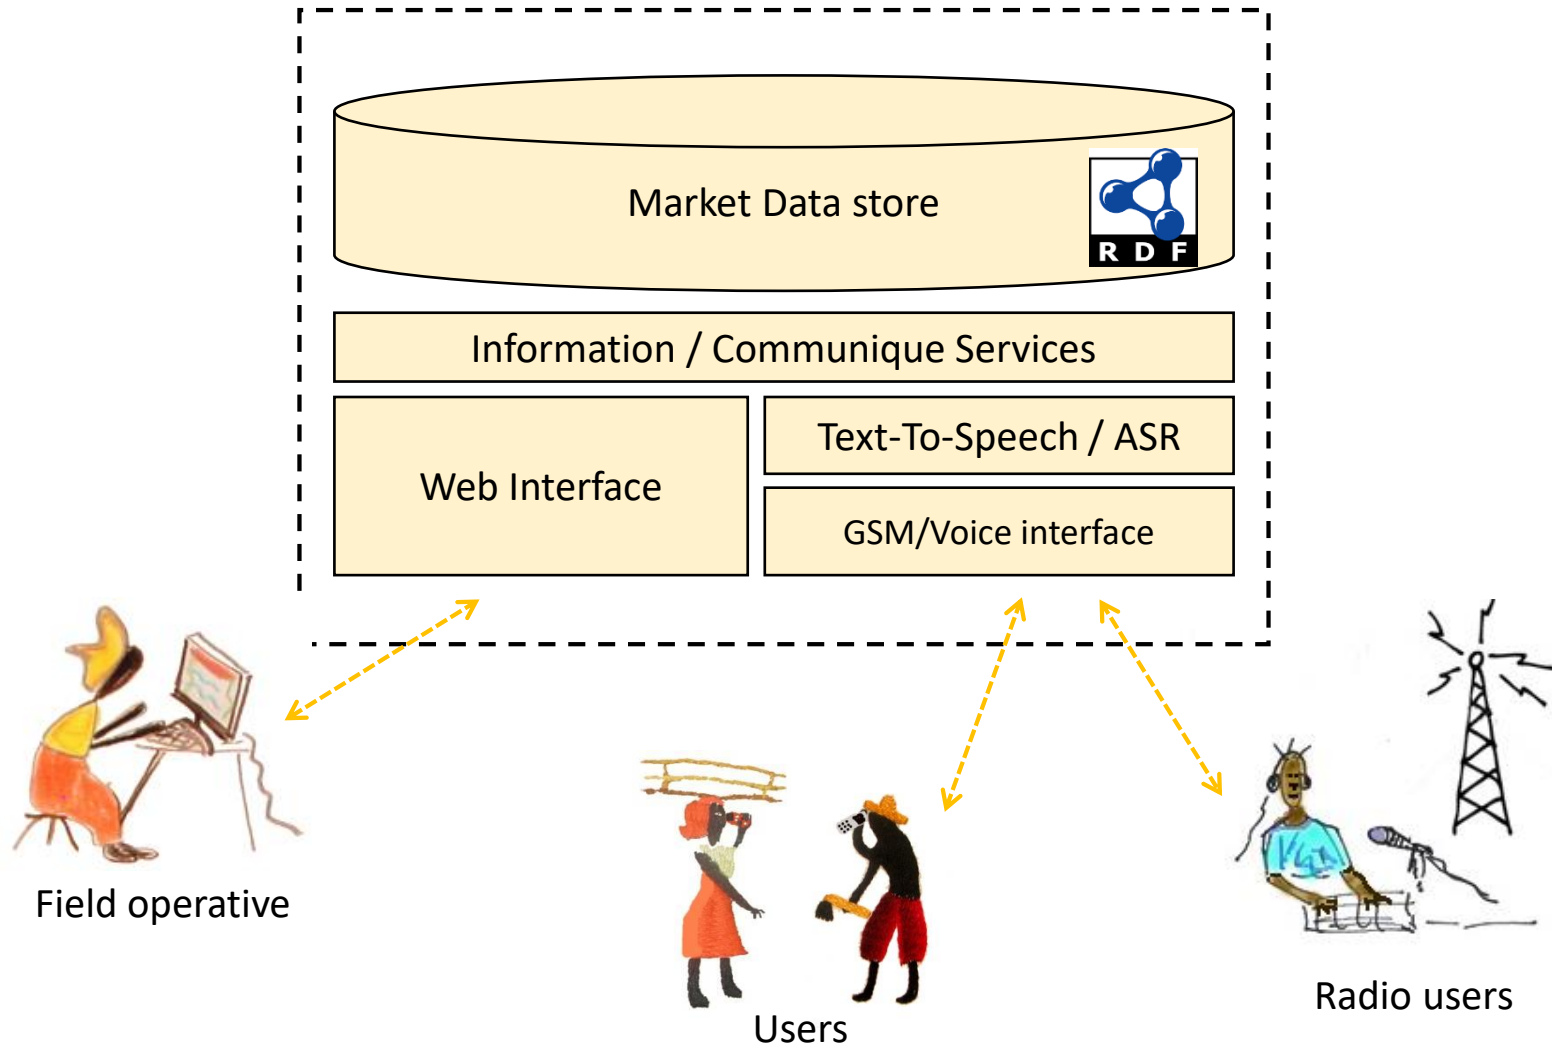 Market Data store
RDF
Information / Communique Services
Web Interface
Text-To-Speech / ASR
GSM/Voice interface
Field operative
Users
Radio users